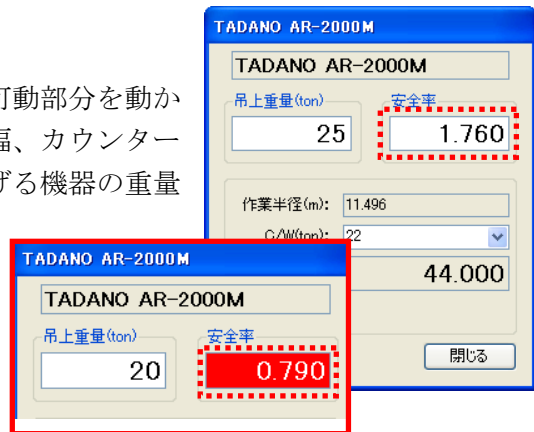 可動部分を動か
幅、カウンター
げる機器の重量
TADANO AR-2000M
TADANO AR-2000M
吊上重量(ton) 安全率
25 1.760
作業半径(m): 11.496
C/W(ton): 22
44.000
閉じる
TADANO AR-2000M
TADANO AR-2000M
吊上重量(ton) 安全率
20 0.790